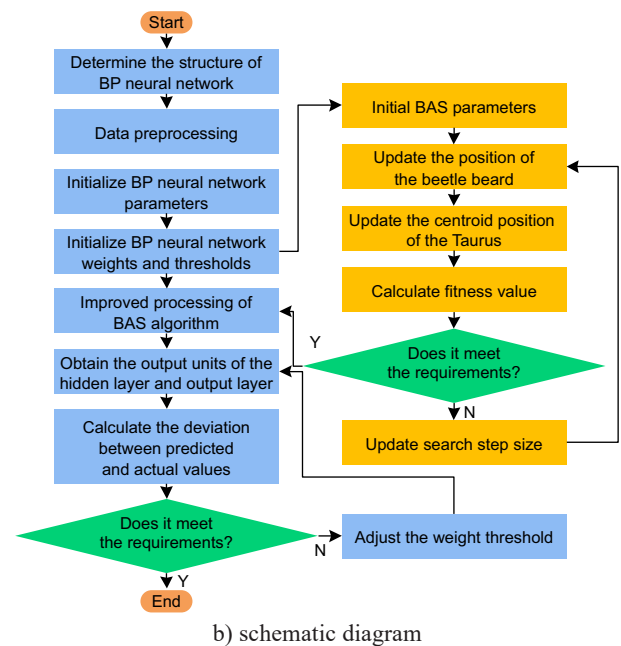 Start
Determine the structure of
BP neural network
Data preprocessing
Initialize BP neural network
parameters
Initialize BP neural network
weights and thresholds
Improved processing of
BAS algorithm
Obtain the output units of the
hidden layer and output layer
Calculate the deviation
between predicted
and actual values
Does it meet
the requirements?
N
Adjust the weight threshold
Y
End
Initial BAS parameters
Update the position of
the beetle beard
Update the centroid position
of the Taurus
Calculate fitness value
Does it meet
the requirements?
Y
N
Update search step size
b) schematic diagram